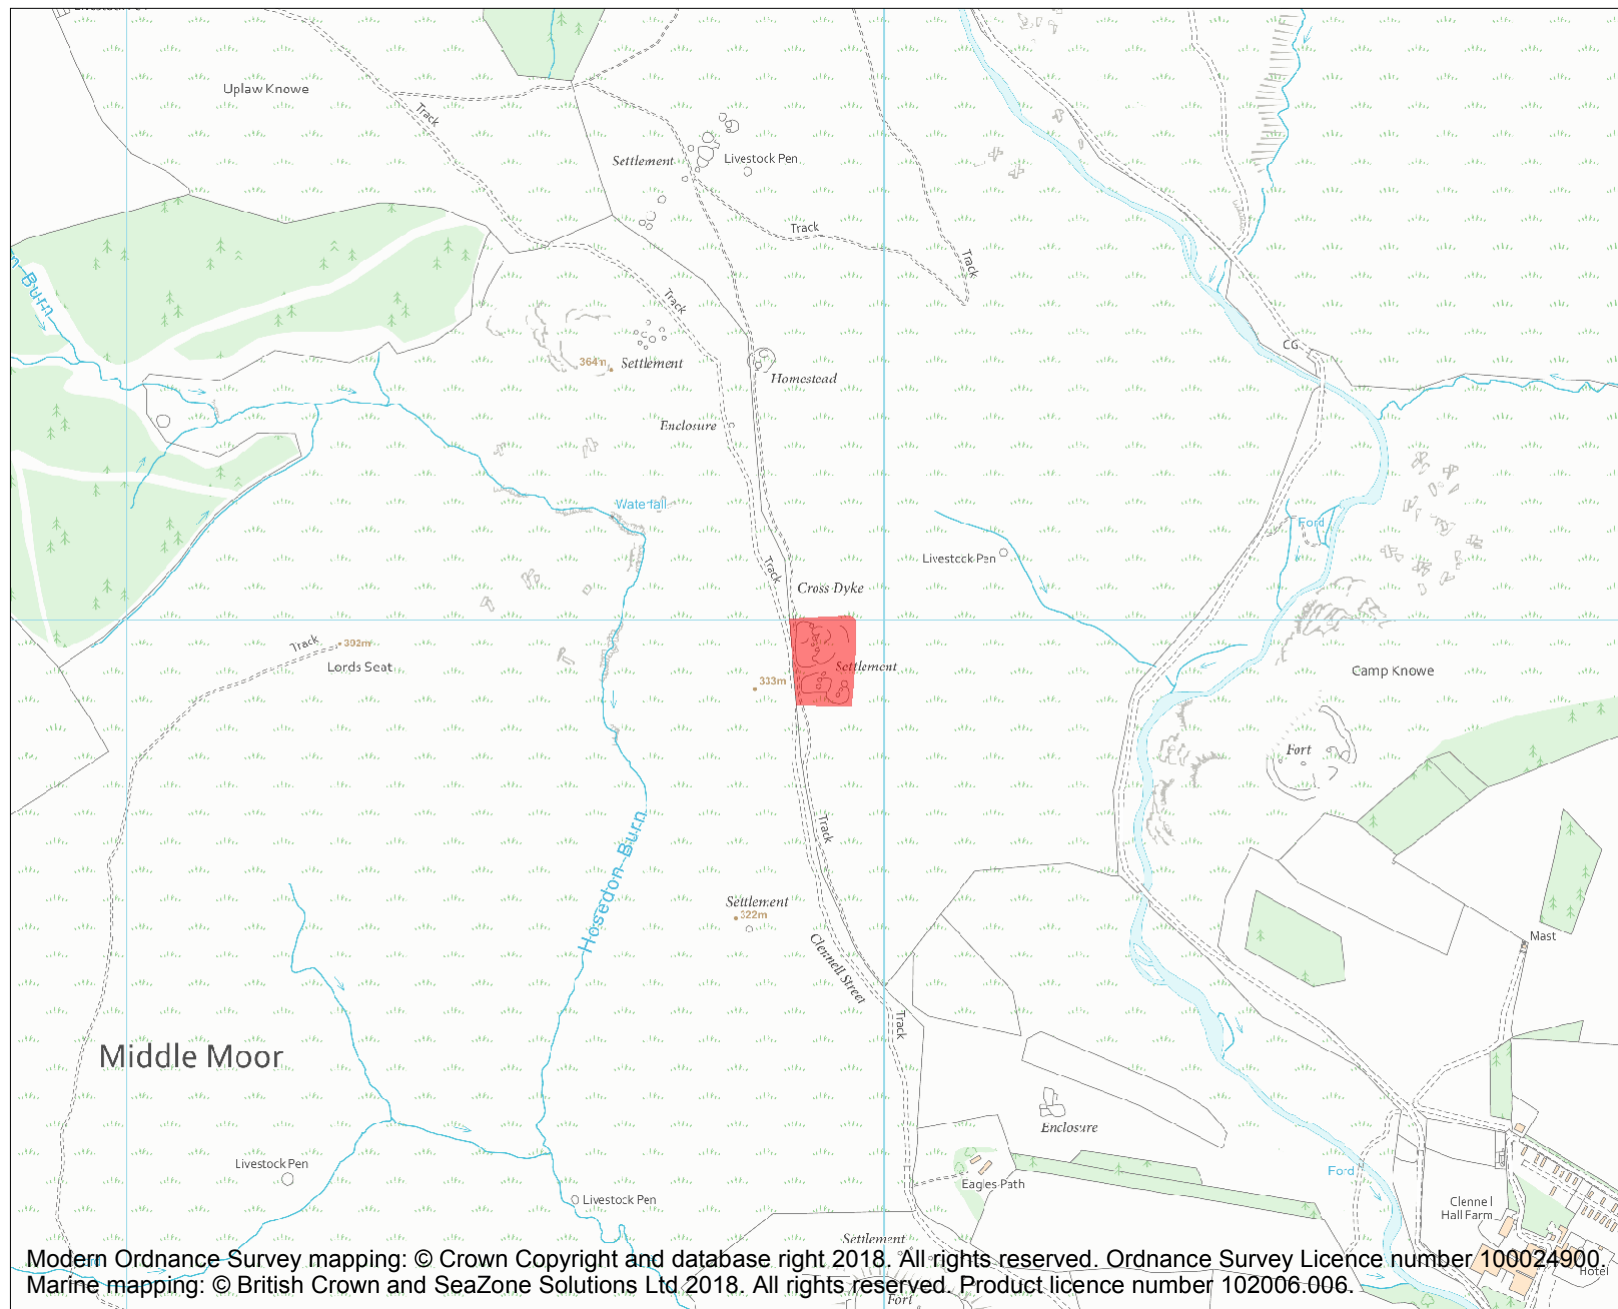 Uplaw Knowe
Track
Settlement
Livestock Pen
Track
Track
n Burn
Track
CG
364m
Settlement
Homestead
Enclosure
Waterfall
Ford
Livestock Pen
Track
Cross Dyke
Track
392m
Lords Seat
Settlement
Camp Knowe
333m
Fort
Track
Hosedon Burn
Settlement
322m
Mast
Clennell Street
Track
Middle Moor
Enclosure
Livestock Pen
Ford
Eagles Path
Livestock Pen
Clennell
Hall Farm
Settlement
Modern Ordnance Survey mapping: © Crown Copyright and database right 2018. All rights reserved. Ordnance Survey Licence number 100024900.
Hotel
Marine mapping: © British Crown and SeaZone Solutions Ltd 2018. All rights reserved. Product licence number 102006.006.
Fort